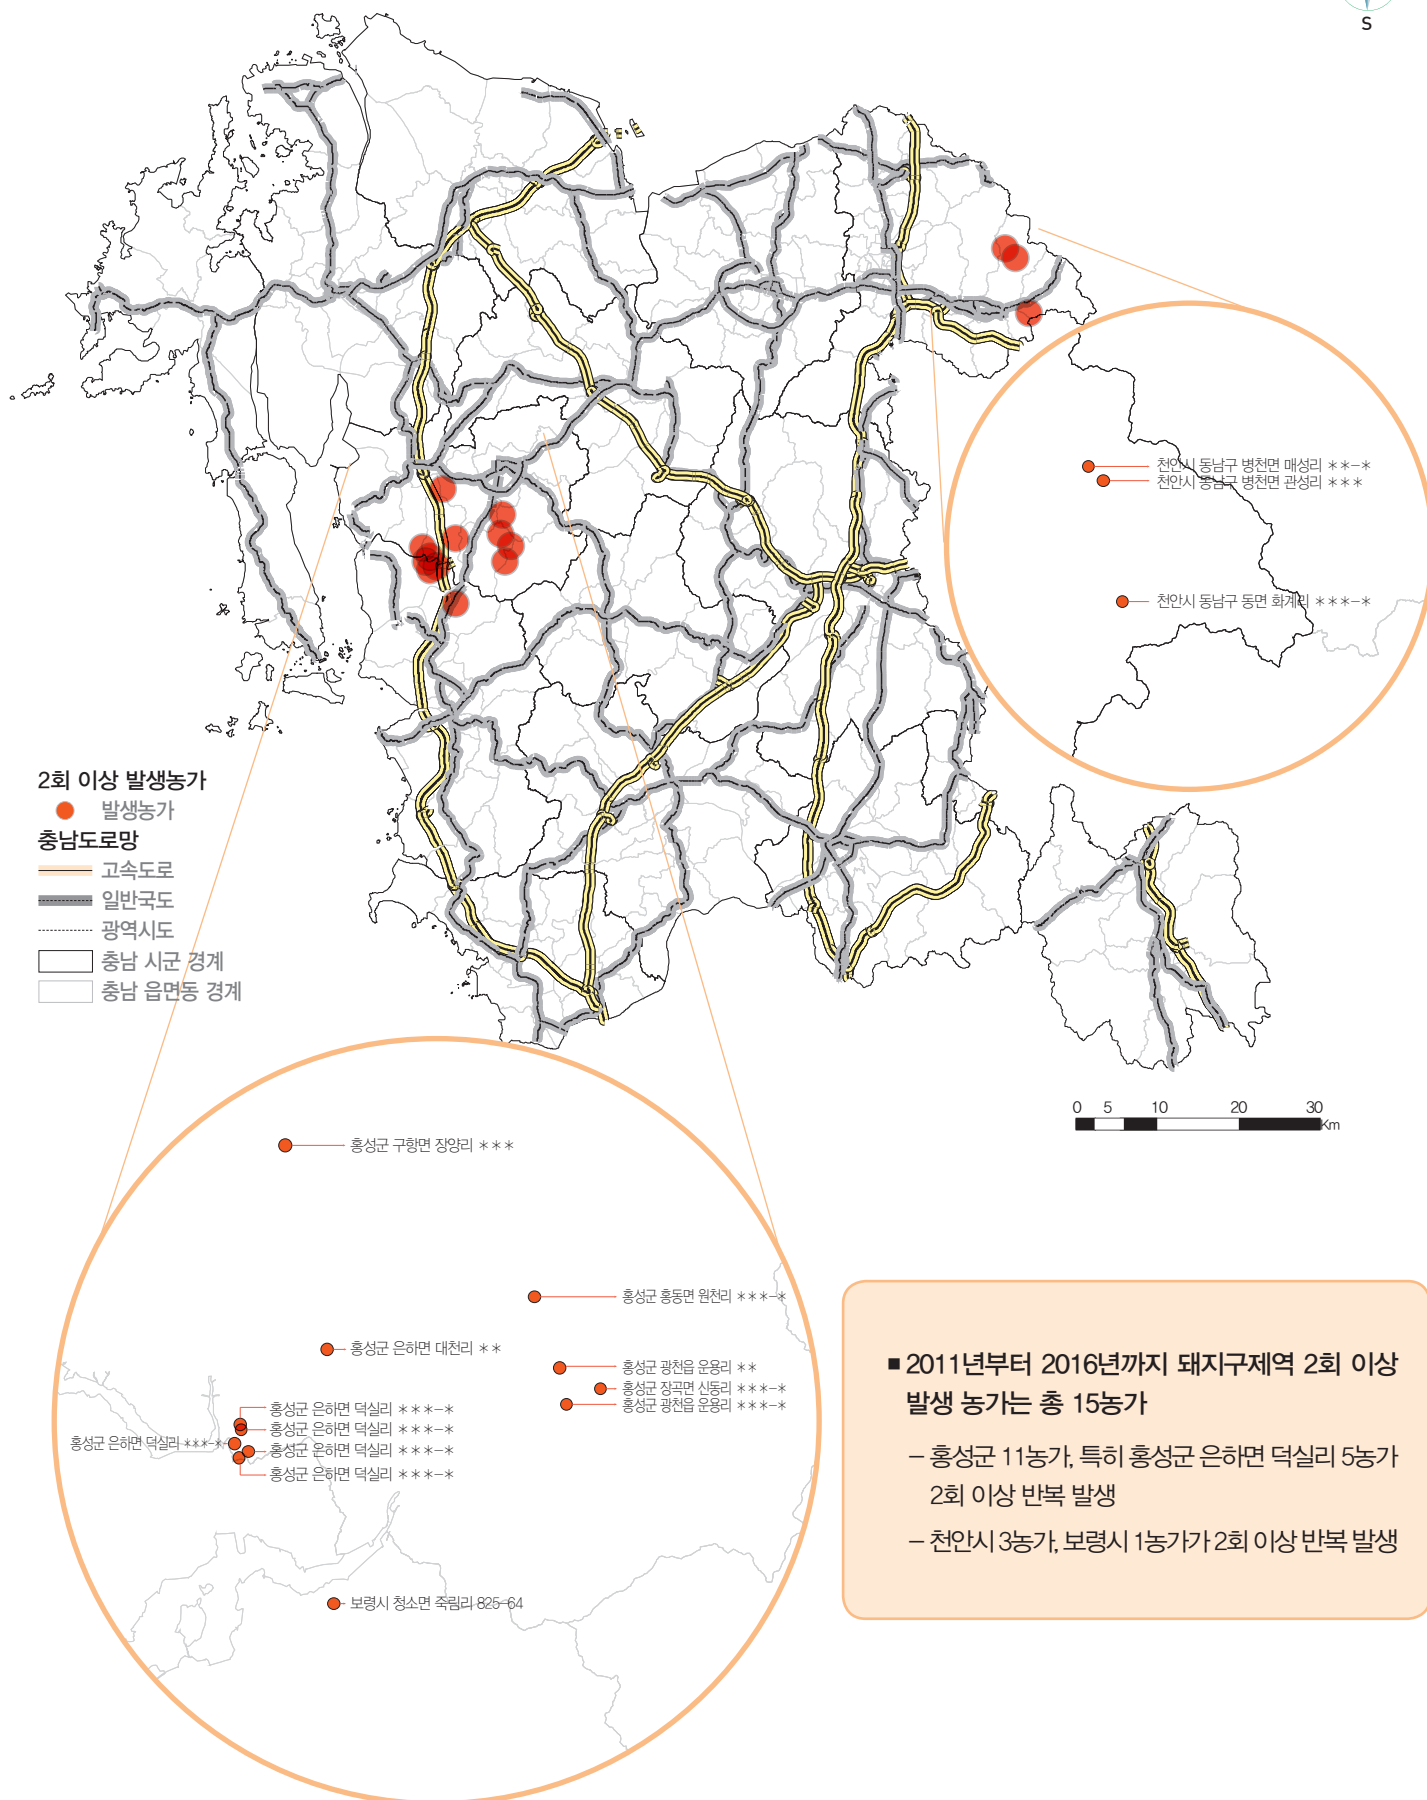 S
천안시 동남구 병천면 매성리 **-*
천안시 동남구 병천면 관성리 ***
천안시 동남구 동면 화계리 ***-*
2회 이상 발생농가
발생농가
충남도로망
고속도로
일반국도
광역시도
충남 시군 경계
충남 읍면동 경계
0 5 10 20 30
Km
홍성군 구항면 장양리 ***
홍성군 홍동면 원천리 ***-*
홍성군 은하면 대천리 **
홍성군 광천읍 운용리 **
홍성군 장곡면 신동리 ***-*
홍성군 광천읍 운용리 ***-*
홍성군 은하면 덕실리 ***-*
홍성군 은하면 덕실리 ***-*
홍성군 은하면 덕실리 ***-*
홍성군 은하면 덕실리 ***-*
홍성군 은하면 덕실리 ***-*
보령시 청소면 죽림리 825-64
■ 2011년부터 2016년까지 돼지구제역 2회 이상
발생 농가는 총 15농가
– 홍성군 11농가, 특히 홍성군 은하면 덕실리 5농가
2회 이상 반복 발생
– 천안시 3농가, 보령시 1농가가 2회 이상 반복 발생